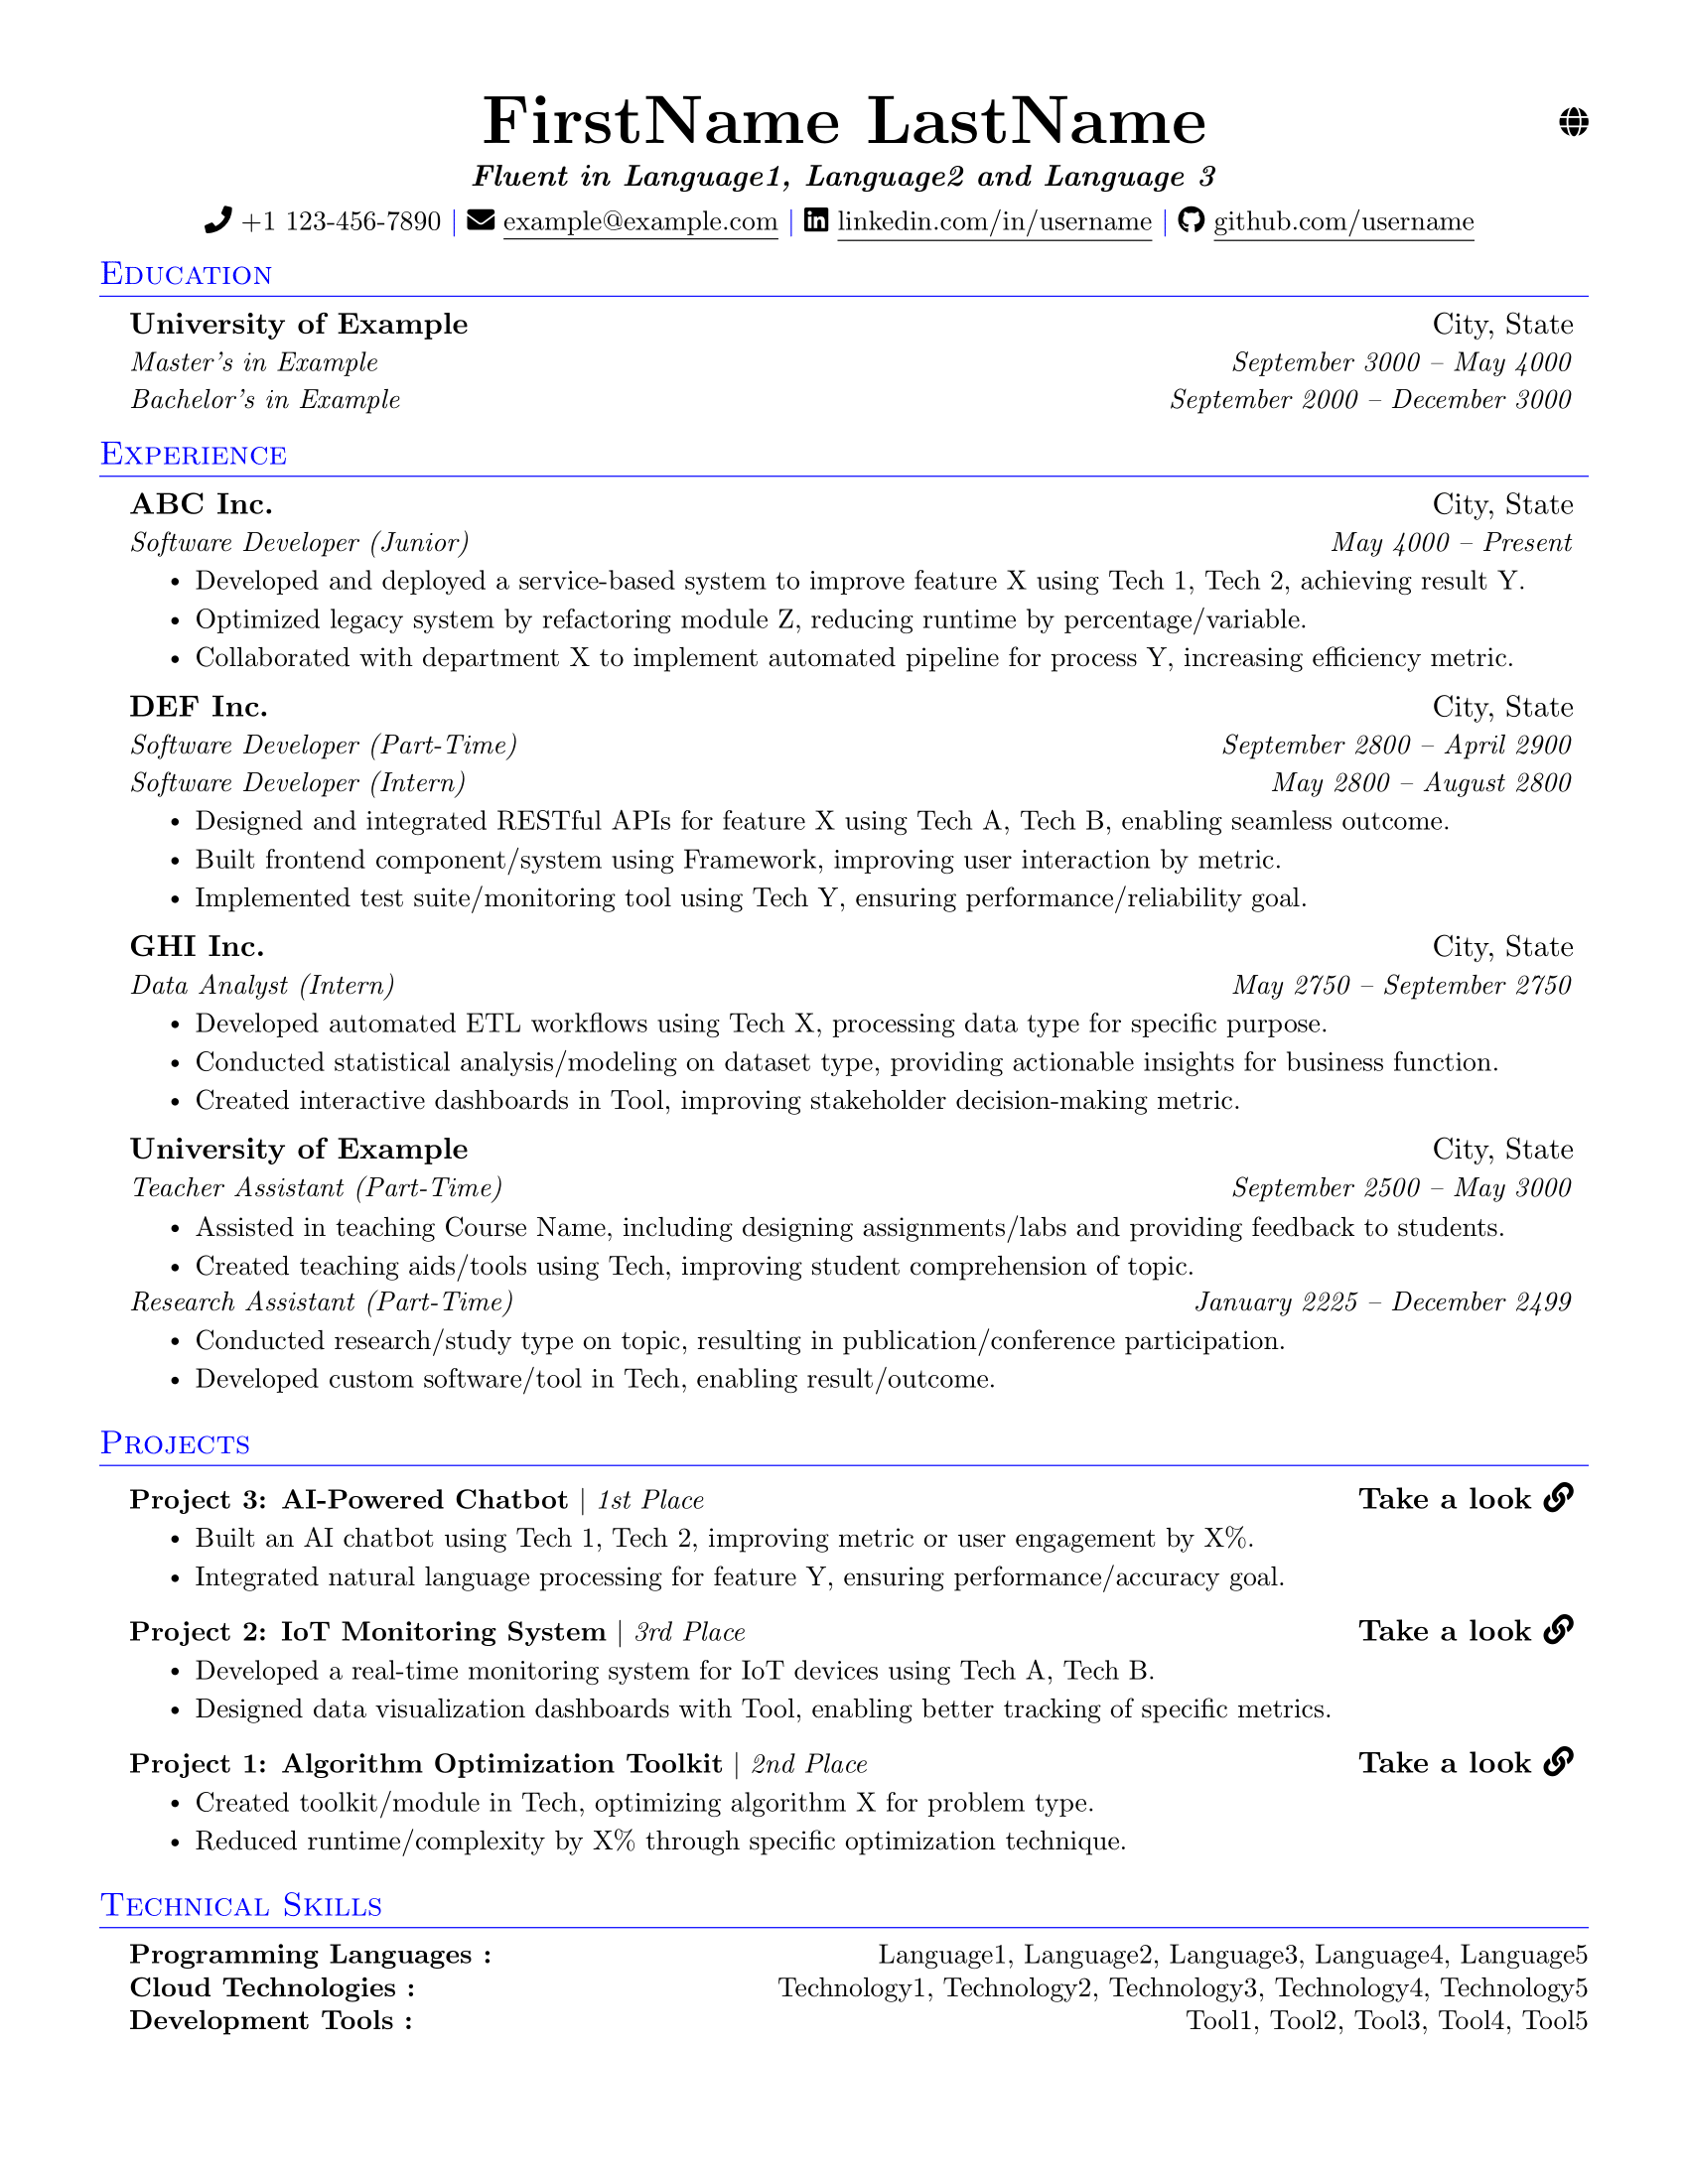 FirstName LastName
Fluent in Language1, Language2 and Language 3
+1 123-456-7890 | example@example.com | linkedin.com/in/username | github.com/username
Education
University of Example City, State
Master's in Example September 3000 – May 4000
Bachelor's in Example September 2000 – December 3000
Experience
ABC Inc. City, State
Software Developer (Junior) May 4000 – Present
• Developed and deployed a service-based system to improve feature X using Tech 1, Tech 2, achieving result Y.
• Optimized legacy system by refactoring module Z, reducing runtime by percentage/variable.
• Collaborated with department X to implement automated pipeline for process Y, increasing efficiency metric.
DEF Inc. City, State
Software Developer (Part-Time) September 2800 – April 2900
Software Developer (Intern) May 2800 – August 2800
• Designed and integrated RESTful APIs for feature X using Tech A, Tech B, enabling seamless outcome.
• Built frontend component/system using Framework, improving user interaction by metric.
• Implemented test suite/monitoring tool using Tech Y, ensuring performance/reliability goal.
GHI Inc. City, State
Data Analyst (Intern) May 2750 – September 2750
• Developed automated ETL workflows using Tech X, processing data type for specific purpose.
• Conducted statistical analysis/modeling on dataset type, providing actionable insights for business function.
• Created interactive dashboards in Tool, improving stakeholder decision-making metric.
University of Example City, State
Teacher Assistant (Part-Time) September 2500 – May 3000
• Assisted in teaching Course Name, including designing assignments/labs and providing feedback to students.
• Created teaching aids/tools using Tech, improving student comprehension of topic.
Research Assistant (Part-Time) January 2225 – December 2499
• Conducted research/study type on topic, resulting in publication/conference participation.
• Developed custom software/tool in Tech, enabling result/outcome.
Projects
Project 3: AI-Powered Chatbot | 1st Place Take a look
• Built an AI chatbot using Tech 1, Tech 2, improving metric or user engagement by X%.
• Integrated natural language processing for feature Y, ensuring performance/accuracy goal.
Project 2: IoT Monitoring System | 3rd Place Take a look
• Developed a real-time monitoring system for IoT devices using Tech A, Tech B.
• Designed data visualization dashboards with Tool, enabling better tracking of specific metrics.
Project 1: Algorithm Optimization Toolkit | 2nd Place Take a look
• Created toolkit/module in Tech, optimizing algorithm X for problem type.
• Reduced runtime/complexity by X% through specific optimization technique.
Technical Skills
Programming Languages : Language1, Language2, Language3, Language4, Language5
Cloud Technologies : Technology1, Technology2, Technology3, Technology4, Technology5
Development Tools : Tool1, Tool2, Tool3, Tool4, Tool5